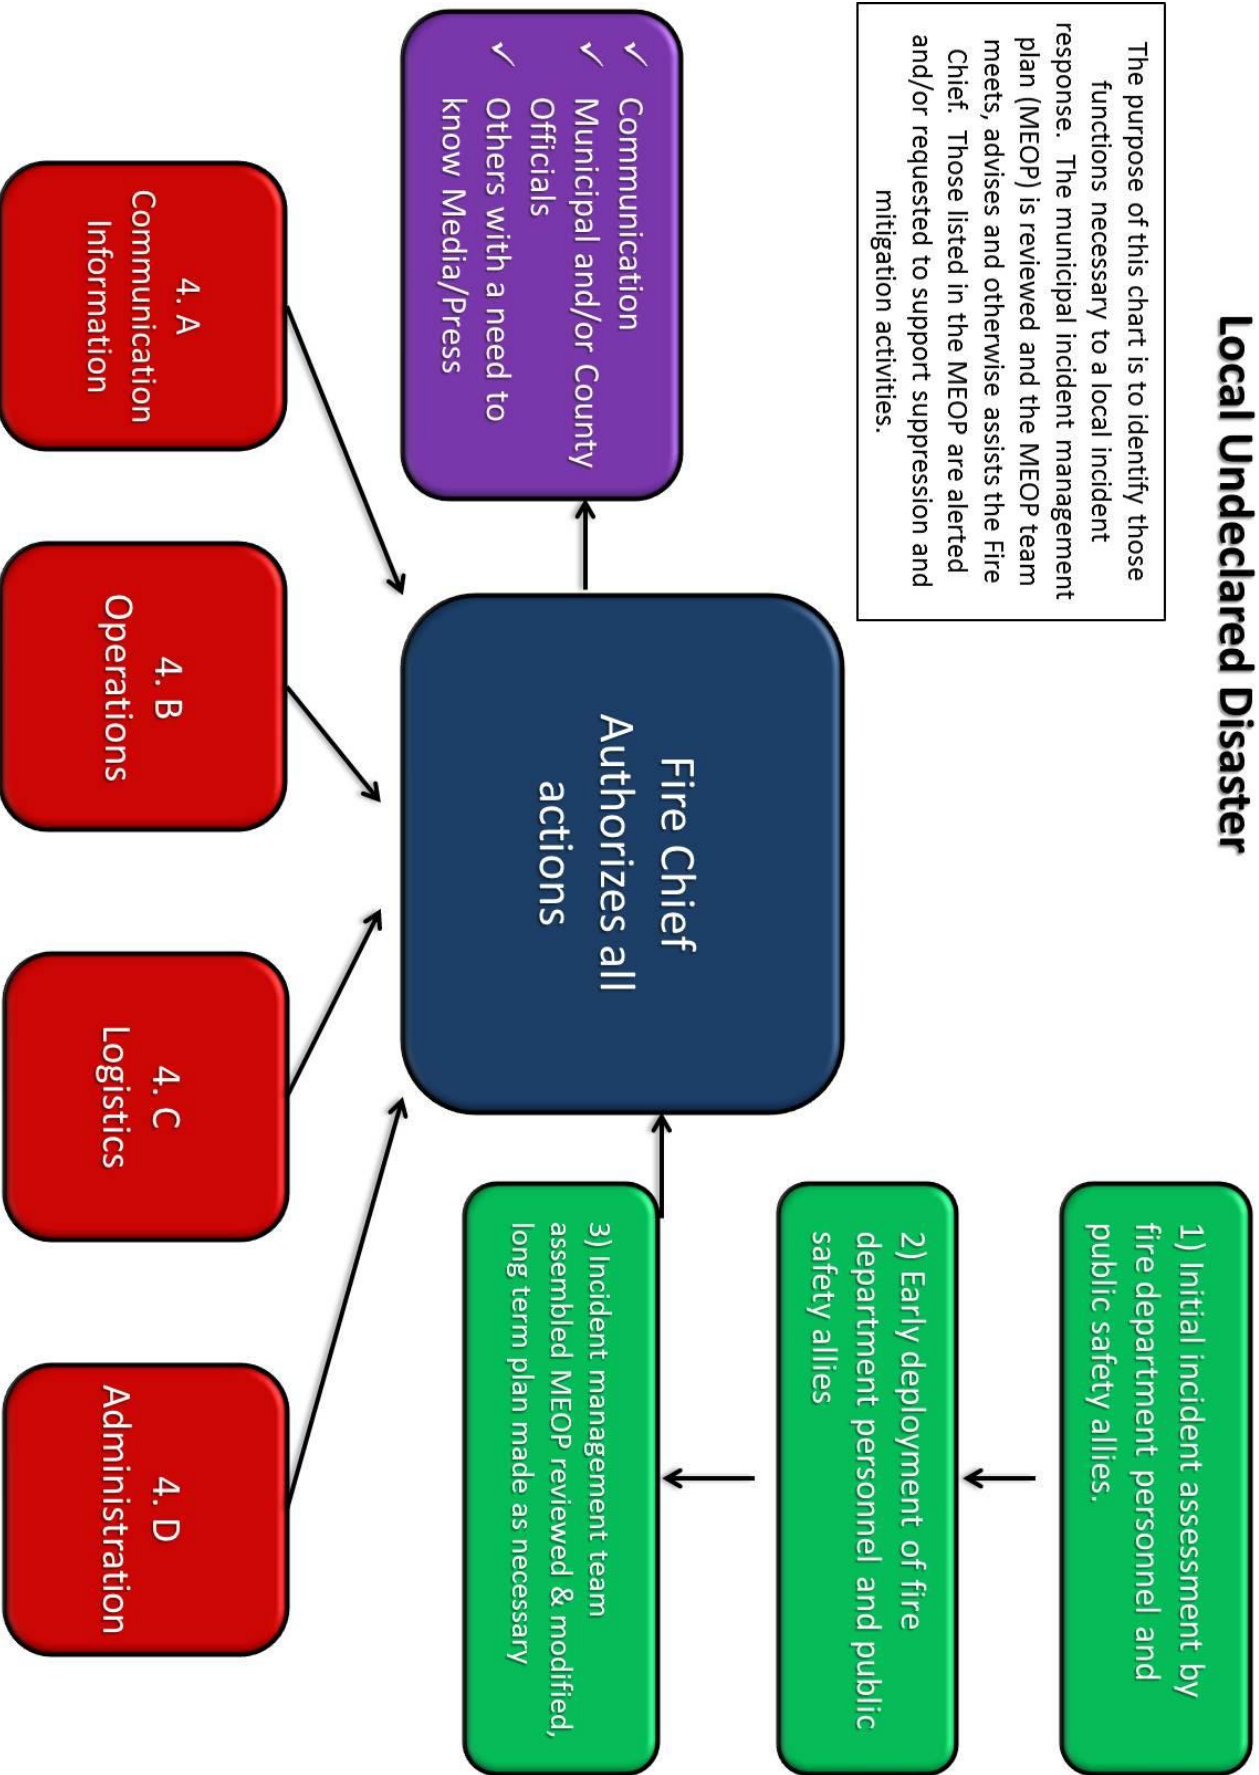 Local Undeclared Disaster
The purpose of this chart is to identify those
functions necessary to a local incident
response.  The municipal incident management
plan (MEOP) is reviewed and the MEOP team
meets, advises and otherwise assists the Fire
Chief.  Those listed in the MEOP are alerted
and/or requested to support suppression and
mitigation activities.
1) Initial incident assessment by
fire department personnel and
public safety allies.
2) Early deployment of fire
department personnel and public
safety allies
3) Incident management team
assembled MEOP reviewed & modified,
long term plan made as necessary
Fire Chief
Authorizes all
actions
✓ Communication
✓ Municipal and/or County
Officials
✓ Others with a need to
know Media/Press
4. A
Communication
Information
4. B
Operations
4. C
Logistics
4. D
Administration